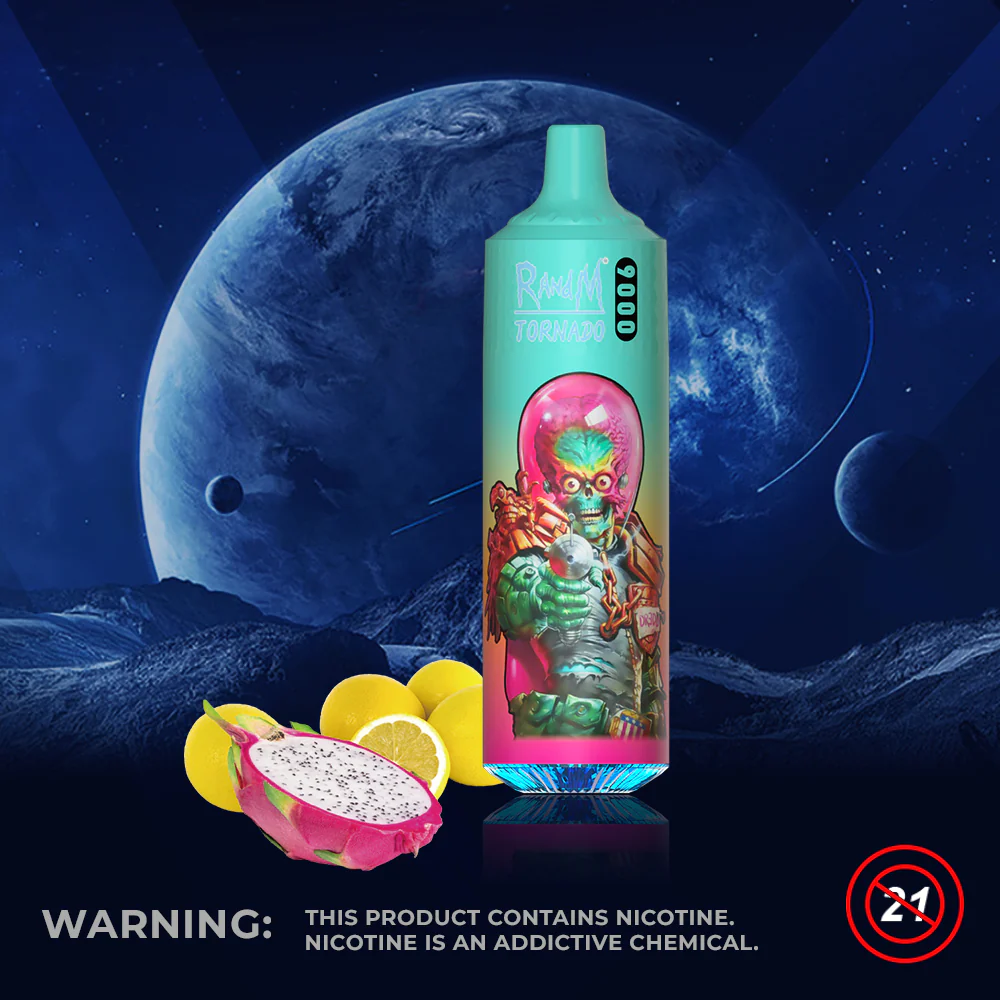 RANdM
TORNADO
9000
WARNING:
THIS PRODUCT CONTAINS NICOTINE.
NICOTINE IS AN ADDICTIVE CHEMICAL.
21